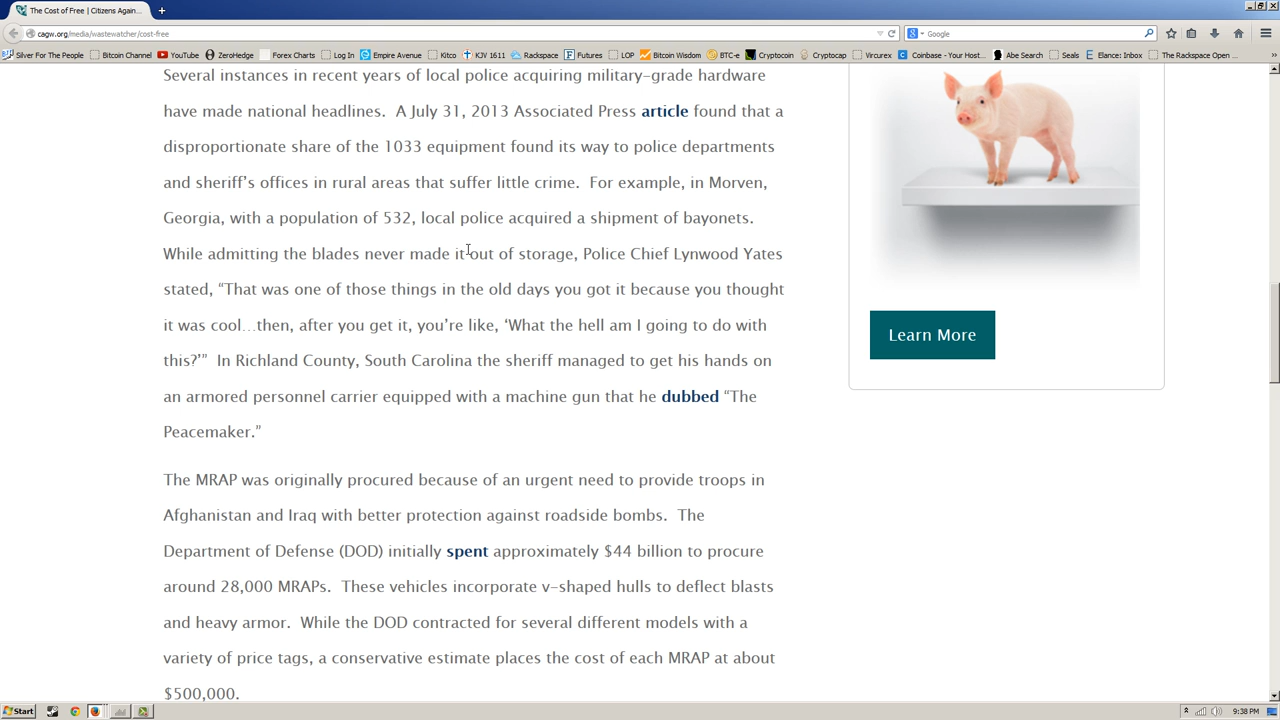 The Cost of Free | Citizens Again...
cagw.org/media/wastewatcher/cost-free
Google
Silver For The People Bitcoin Channel YouTube ZeroHedge Forex Charts Log In Empire Avenue Kitco KJV 1611 Rackspace Futures LOP Bitcoin Wisdom BTC-e Cryptocoin Cryptocap Vircurex Coinbase - Your Host... Abe Search Seals Elance: Inbox The Rackspace Open ...
Several instances in recent years of local police acquiring military-grade hardware
have made national headlines. A July 31, 2013 Associated Press article found that a
disproportionate share of the 1033 equipment found its way to police departments
and sheriff’s offices in rural areas that suffer little crime. For example, in Morven,
Georgia, with a population of 532, local police acquired a shipment of bayonets.
While admitting the blades never made it out of storage, Police Chief Lynwood Yates
stated, “That was one of those things in the old days you got it because you thought
it was cool…then, after you get it, you’re like, ‘What the hell am I going to do with
this?’” In Richland County, South Carolina the sheriff managed to get his hands on
an armored personnel carrier equipped with a machine gun that he dubbed “The
Peacemaker.”
The MRAP was originally procured because of an urgent need to provide troops in
Afghanistan and Iraq with better protection against roadside bombs. The
Department of Defense (DOD) initially spent approximately $44 billion to procure
around 28,000 MRAPs. These vehicles incorporate v-shaped hulls to deflect blasts
and heavy armor. While the DOD contracted for several different models with a
variety of price tags, a conservative estimate places the cost of each MRAP at about
$500,000.
Learn More
Start
9:38 PM